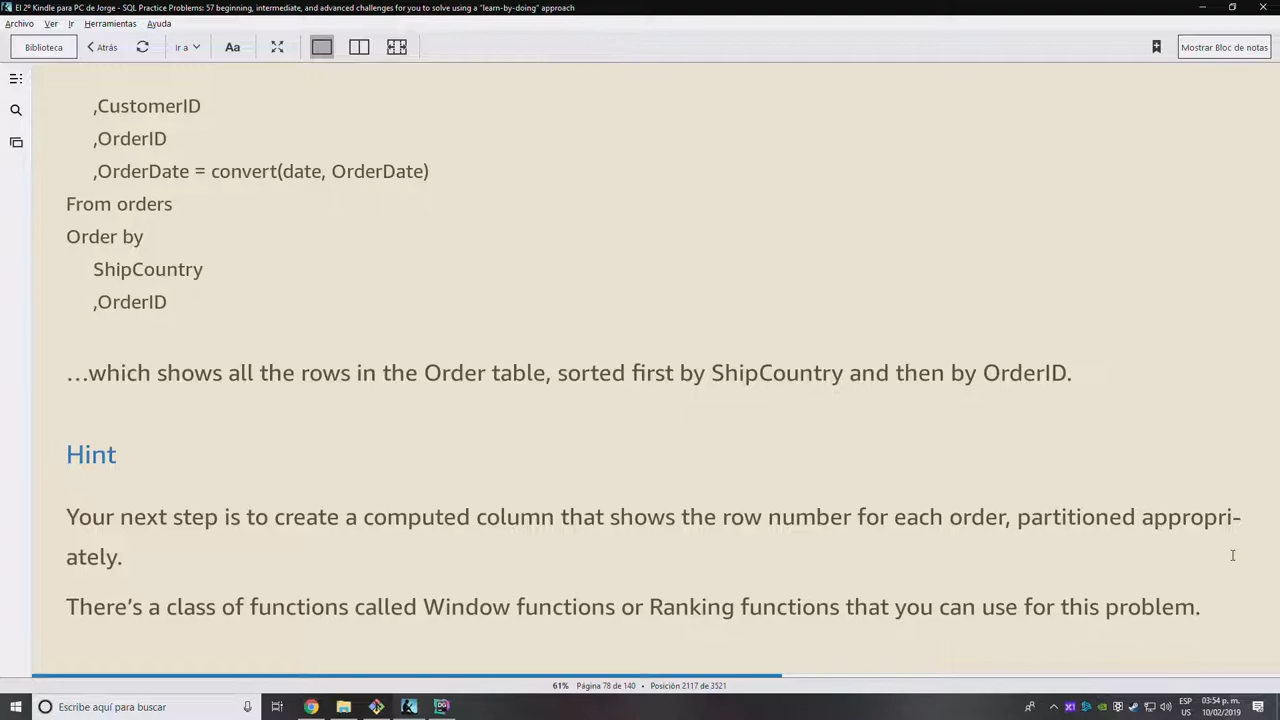 El 2º Kindle para PC de Jorge - SQL Practice Problems: 57 beginning, intermediate, and advanced challenges for you to solve using a "learn-by-doing" approach
Archivo Ver Ir Herramientas Ayuda
Biblioteca Atrás Ir a Aa Mostrar Bloc de notas
,CustomerID
,OrderID
,OrderDate = convert(date, OrderDate)
From orders
Order by
ShipCountry
,OrderID
…which shows all the rows in the Order table, sorted first by ShipCountry and then by OrderID.
Hint
Your next step is to create a computed column that shows the row number for each order, partitioned appropri-
ately.
There’s a class of functions called Window functions or Ranking functions that you can use for this problem.
61% Página 78 de 140 • Posición 2117 de 3521
Escribe aquí para buscar
ESP 03:54 p. m.
US 10/02/2019